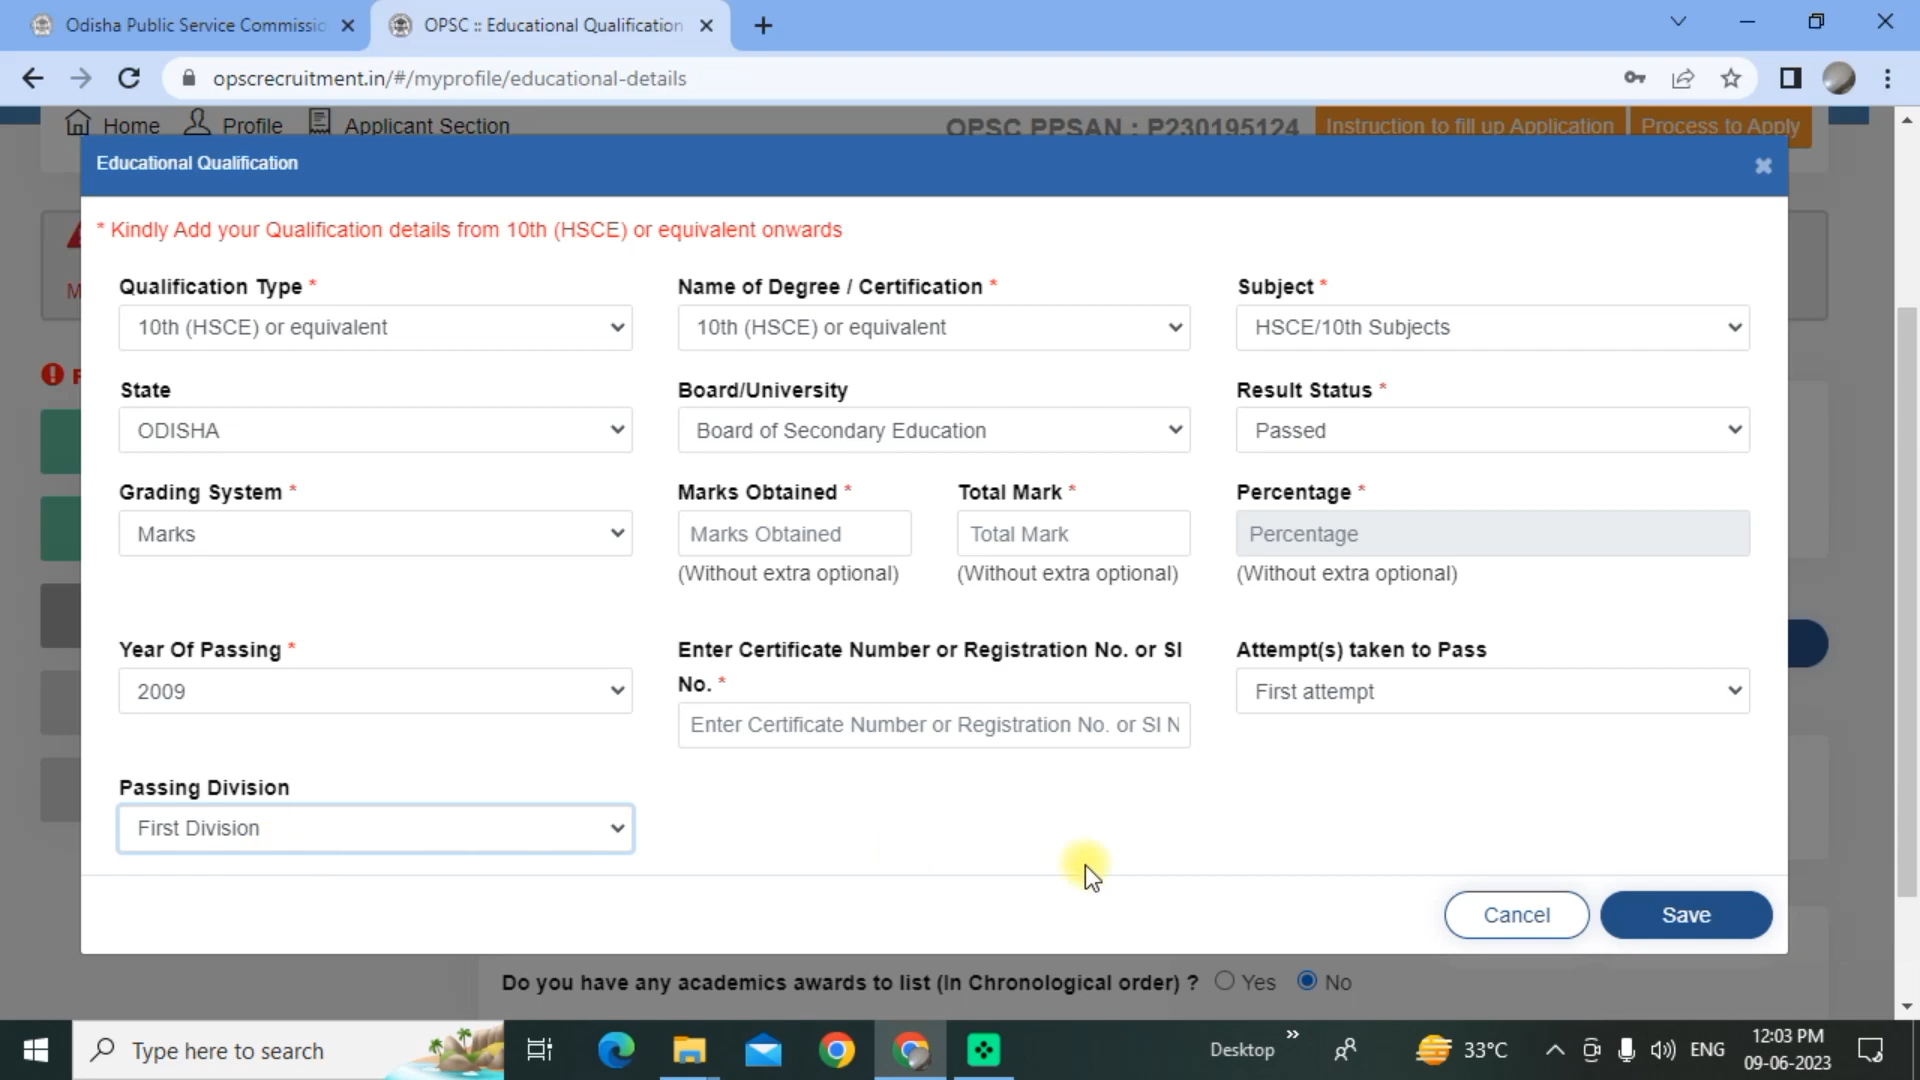 Odisha Public Service Commissio
OPSC :: Educational Qualification
opscrecruitment.in/#/myprofile/educational-details
Home Profile Applicant Section OPSC PPSAN : P230195124 Instruction to fill up Application Process to Apply
Educational Qualification
* Kindly Add your Qualification details from 10th (HSCE) or equivalent onwards
Qualification Type * Name of Degree / Certification * Subject *
10th (HSCE) or equivalent 10th (HSCE) or equivalent HSCE/10th Subjects
State Board/University Result Status *
ODISHA Board of Secondary Education Passed
Grading System * Marks Obtained * Total Mark * Percentage *
Marks Marks Obtained Total Mark Percentage
(Without extra optional) (Without extra optional) (Without extra optional)
Year Of Passing * Enter Certificate Number or Registration No. or SI Attempt(s) taken to Pass
No. *
2009 First attempt
Enter Certificate Number or Registration No. or SI N
Passing Division
First Division
Cancel Save
Do you have any academics awards to list (In Chronological order) ? Yes No
Type here to search Desktop 33°C ENG 12:03 PM
09-06-2023